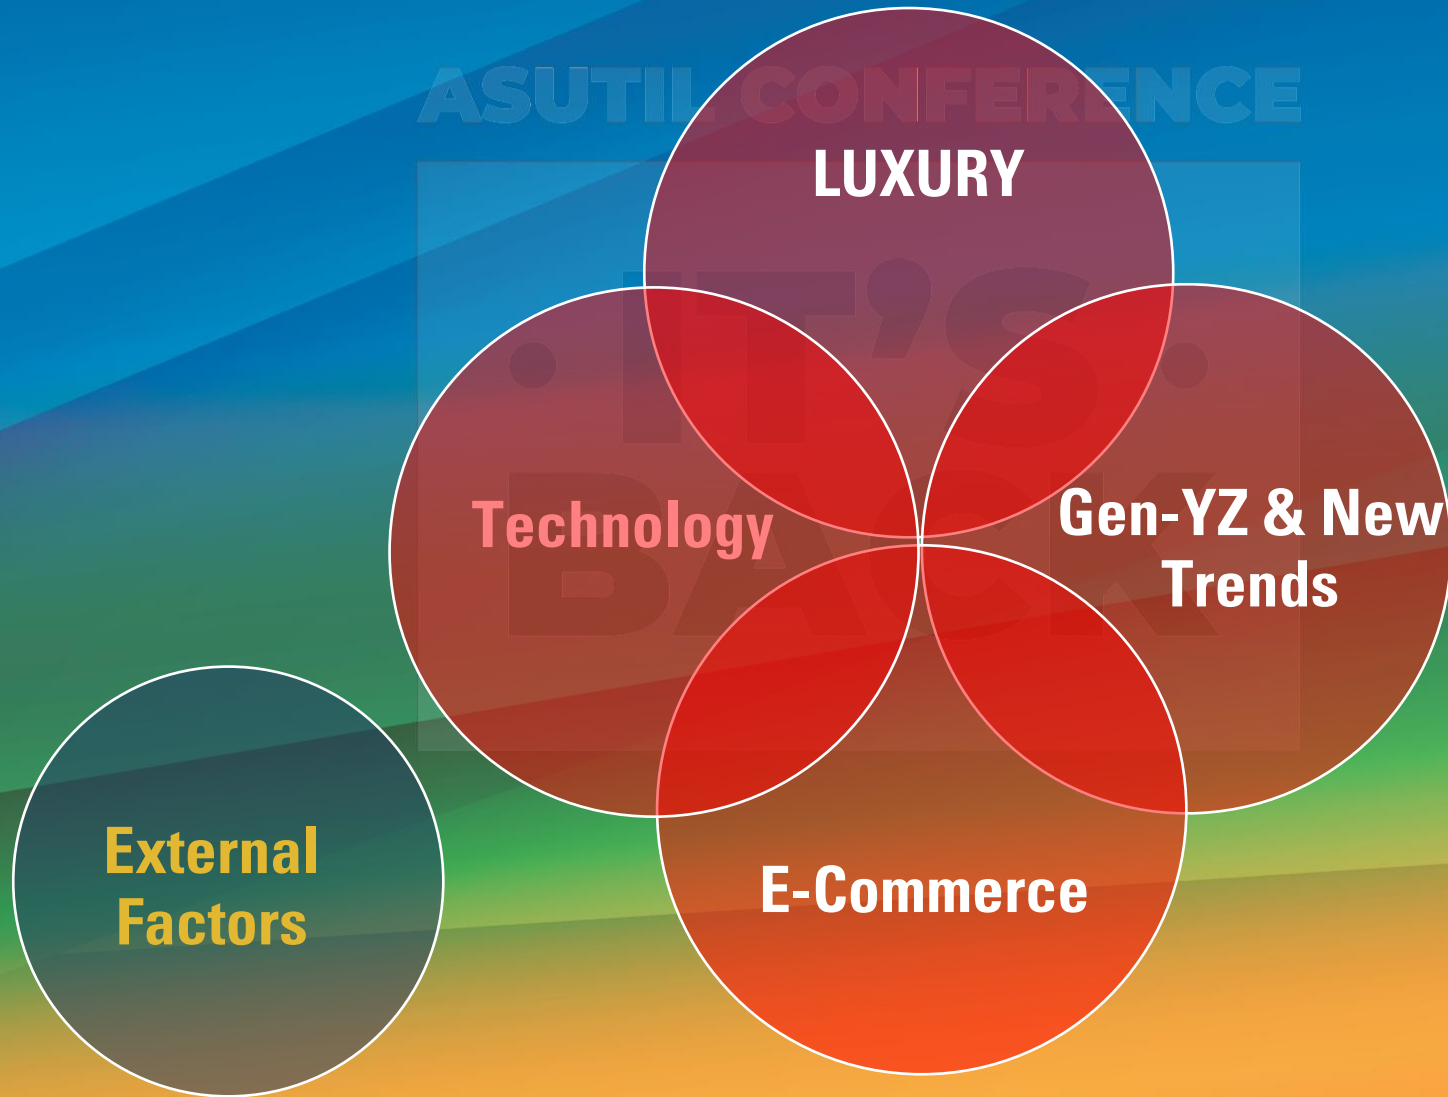 ASUTIL CONFERENCE
LUXURY
· IT'S ·
BACK
Technology
Gen-YZ & New
Trends
External
Factors
E-Commerce